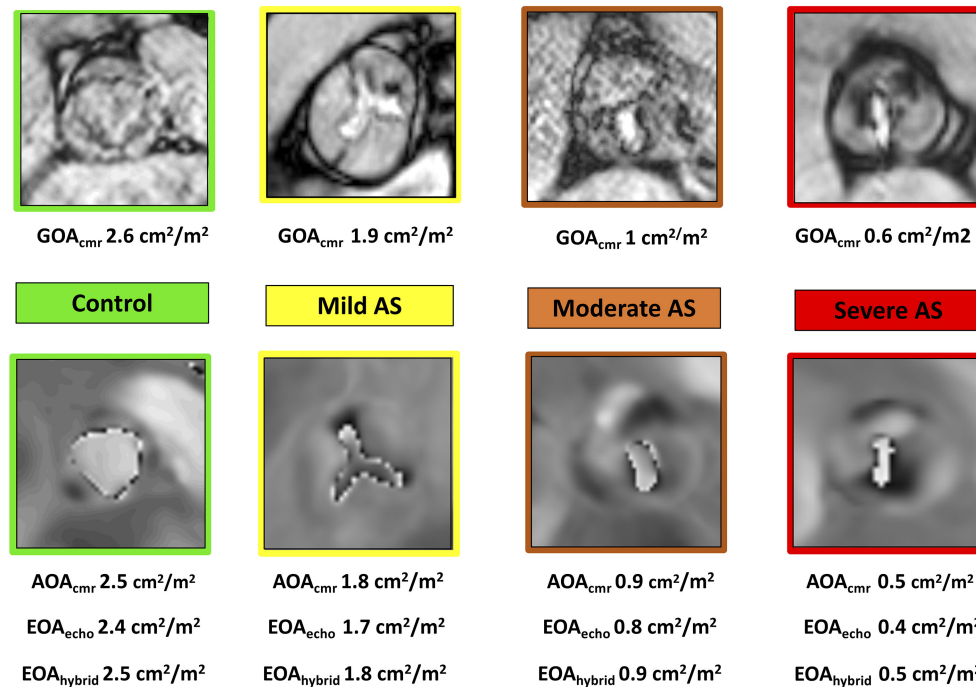 GOAcmr 2.6 cm²/m² GOAcmr 1.9 cm²/m² GOAcmr 1 cm²/m² GOAcmr 0.6 cm²/m2
Control Mild AS Moderate AS Severe AS
AOAcmr 2.5 cm²/m² AOAcmr 1.8 cm²/m² AOAcmr 0.9 cm²/m² AOAcmr 0.5 cm²/m²
EOAecho 2.4 cm²/m² EOAecho 1.7 cm²/m² EOAecho 0.8 cm²/m² EOAecho 0.4 cm²/m²
EOAhybrid 2.5 cm²/m² EOAhybrid 1.8 cm²/m² EOAhybrid 0.9 cm²/m² EOAhybrid 0.5 cm²/m²